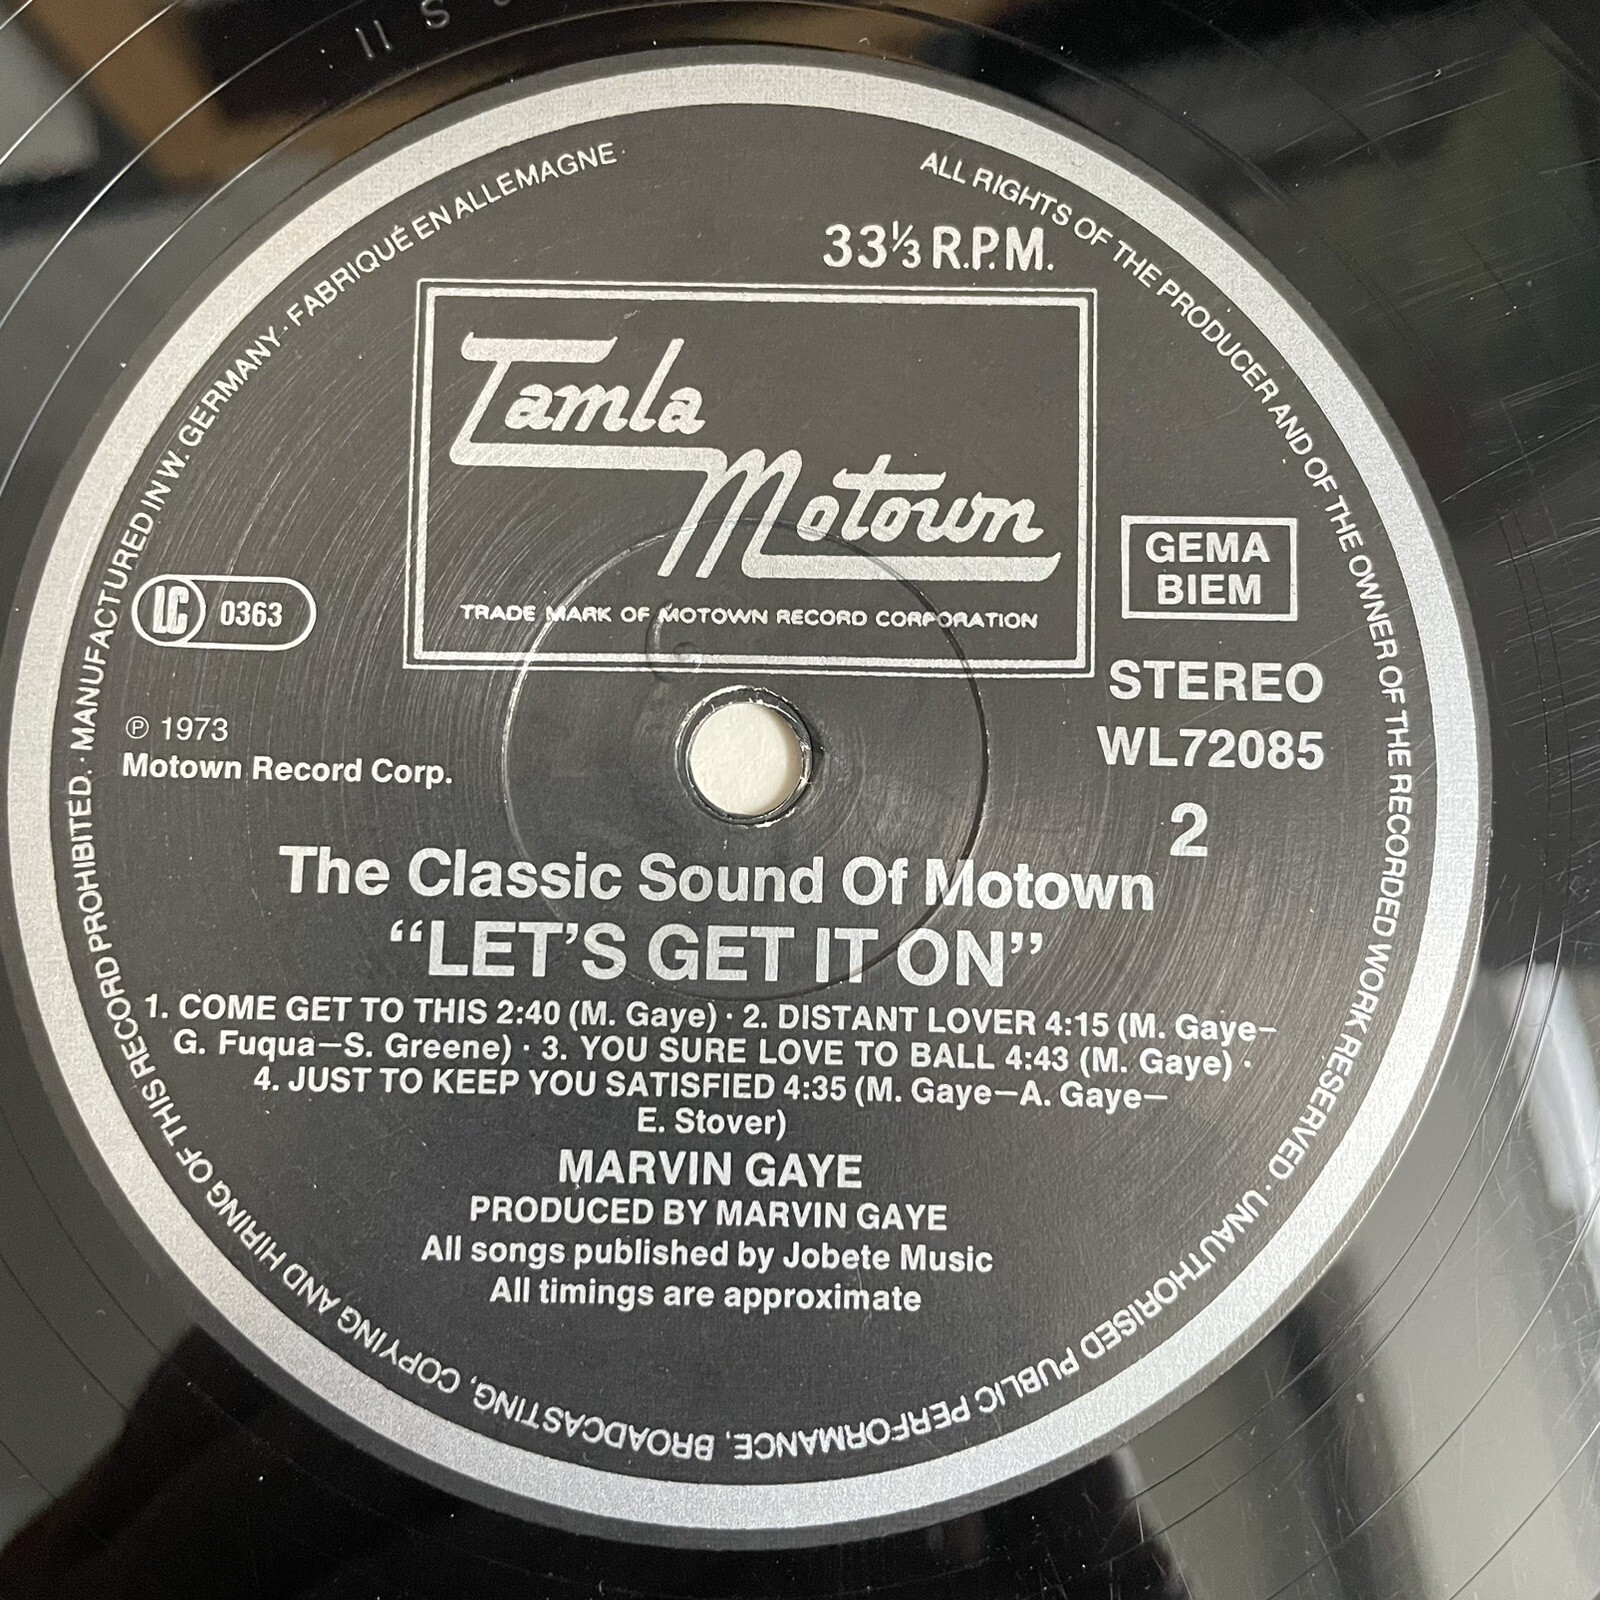 33⅓ R.P.M.
Tamla
Motown
TRADE MARK OF MOTOWN RECORD CORPORATION
GEMA
BIEM
LC 0363
STEREO
WL72085
2
℗ 1973
Motown Record Corp.
The Classic Sound Of Motown
“LET’S GET IT ON”
1. COME GET TO THIS 2:40 (M. Gaye) · 2. DISTANT LOVER 4:15 (M. Gaye–
G. Fuqua–S. Greene) · 3. YOU SURE LOVE TO BALL 4:43 (M. Gaye) ·
4. JUST TO KEEP YOU SATISFIED 4:35 (M. Gaye–A. Gaye–
E. Stover)
MARVIN GAYE
PRODUCED BY MARVIN GAYE
All songs published by Jobete Music
All timings are approximate
ALL RIGHTS OF THE PRODUCER AND OF THE OWNER OF THE RECORDED WORK RESERVED · UNAUTHORISED PUBLIC PERFORMANCE, BROADCASTING, COPYING AND HIRING OF THIS RECORD PROHIBITED. · MANUFACTURED IN W. GERMANY · FABRIQUÉ EN ALLEMAGNE ·